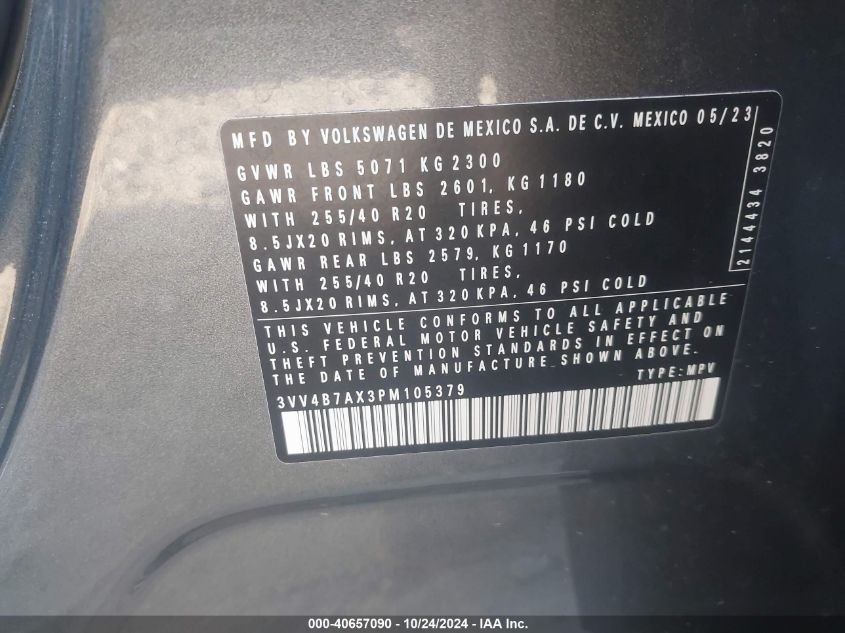 MFD BY VOLKSWAGEN DE MEXICO S.A. DE C.V. MEXICO 05/23
GVWR LBS 5071 KG 2300
GAWR FRONT LBS 2601, KG 1180
WITH 255/40 R20 TIRES,
8.5JX20 RIMS, AT 320 KPA, 46 PSI COLD
GAWR REAR LBS 2579, KG 1170
WITH 255/40 R20 TIRES,
8.5JX20 RIMS, AT 320 KPA, 46 PSI COLD
2144434 3820
THIS VEHICLE CONFORMS TO ALL APPLICABLE
U.S. FEDERAL MOTOR VEHICLE SAFETY AND
THEFT PREVENTION STANDARDS IN EFFECT ON
THE DATE OF MANUFACTURE SHOWN ABOVE.
TYPE: MPV
3VV4B7AX3PM105379
000-40657090 - 10/24/2024 - IAA Inc.